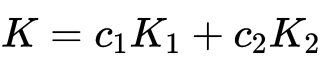 K = c₁K₁ + c₂K₂